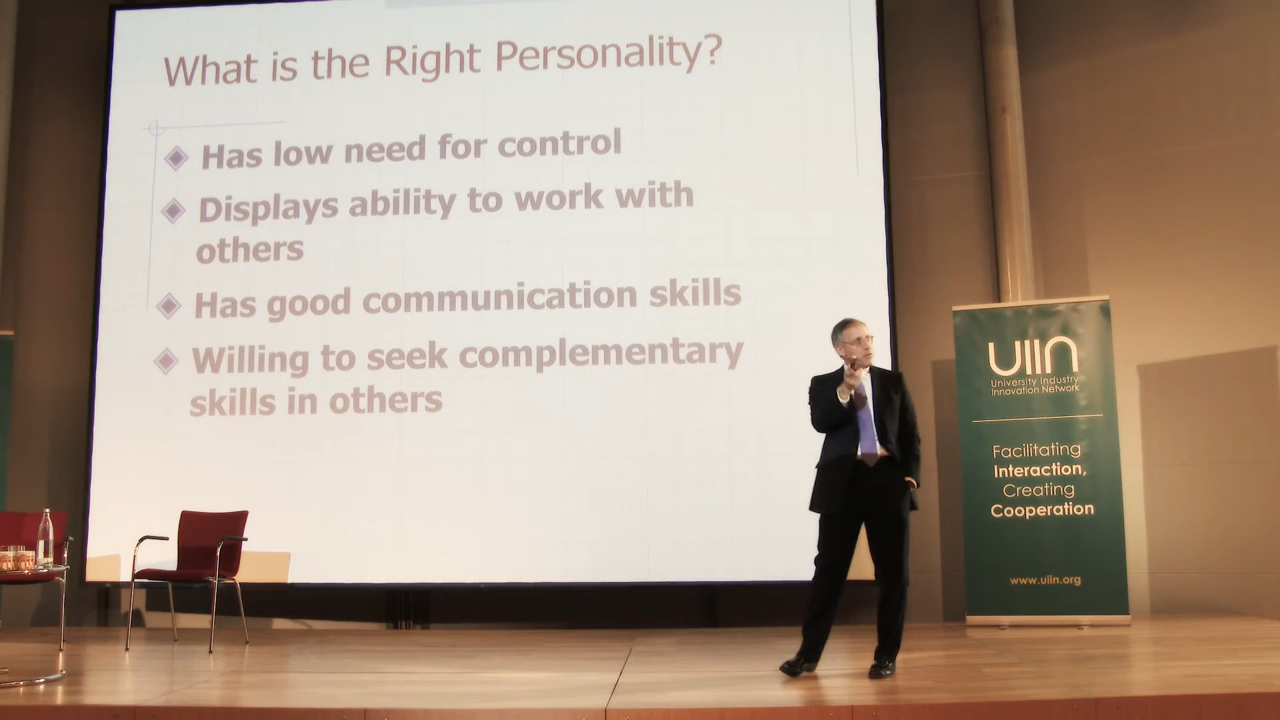 What is the Right Personality?
Has low need for control
Displays ability to work with
others
Has good communication skills
Willing to seek complementary
skills in others
UIIN
University Industry
Innovation Network
Facilitating
Interaction,
Creating
Cooperation
www.uiin.org